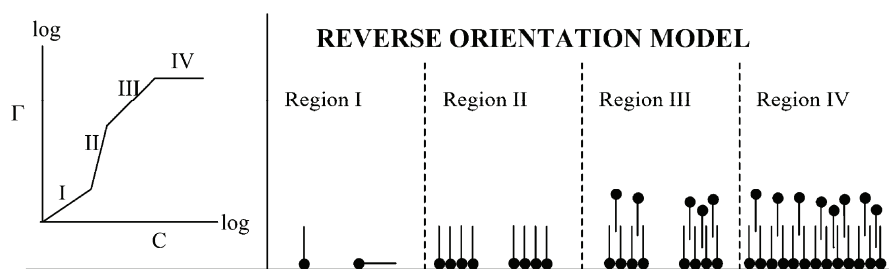 log
Γ
I
II
III
IV
log
C
REVERSE ORIENTATION MODEL
Region I
Region II
Region III
Region IV